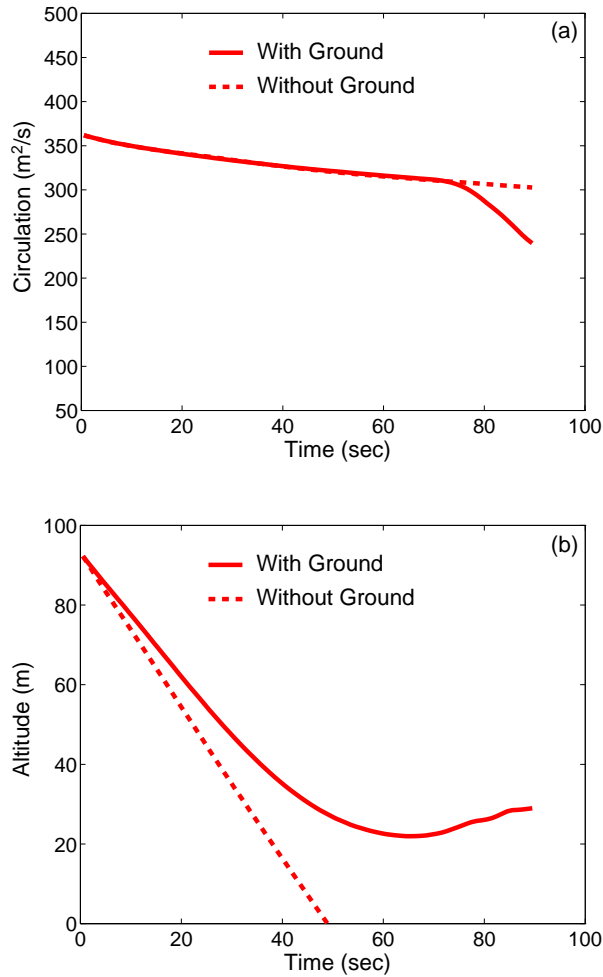 500
(a)
With Ground
450
Without Ground
400
350
300
250
200
150
100
50
Circulation (m²/s)
0 20 40 60 80 100
Time (sec)
100
(b)
With Ground
80
Without Ground
60
40
20
0
Altitude (m)
0 20 40 60 80 100
Time (sec)